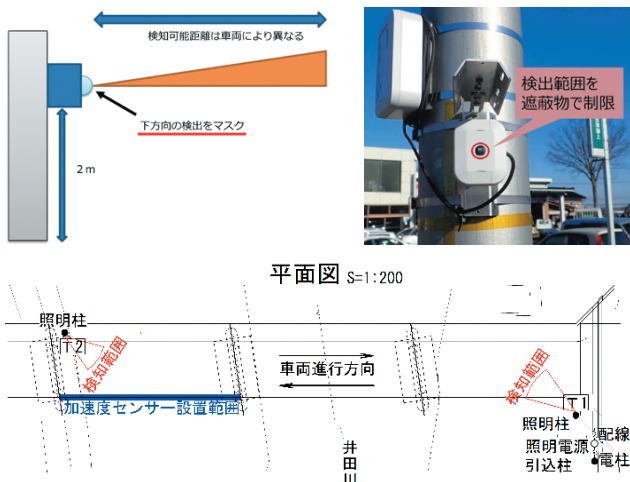 検知可能距離は車両により異なる
下方向の検出をマスク
2m
検出範囲を
遮蔽物で制限
平面図 S=1:200
照明柱
T2
検知範囲
車両進行方向
加速度センサー設置範囲
井田川
検知範囲
T1
照明柱
配線
照明電源
引込柱
電柱